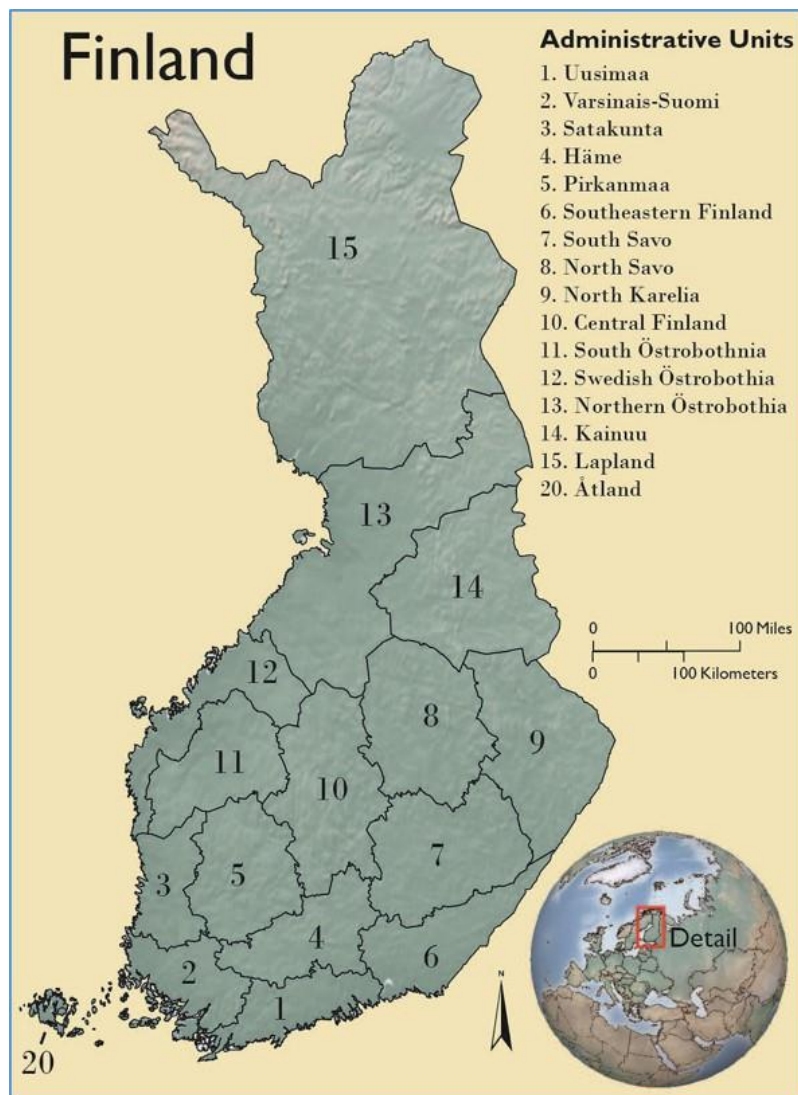 Finland
Administrative Units
1. Uusimaa
2. Varsinais-Suomi
3. Satakunta
4. Häme
5. Pirkanmaa
6. Southeastern Finland
7. South Savo
8. North Savo
9. North Karelia
10. Central Finland
11. South Östrobothnia
12. Swedish Östrobothia
13. Northern Östrobothia
14. Kainuu
15. Lapland
20. Åtland
15
13
14
0 100 Miles
0 100 Kilometers
12
8
9
11
10
7
5
3
4
6
2
1
20
N
Detail